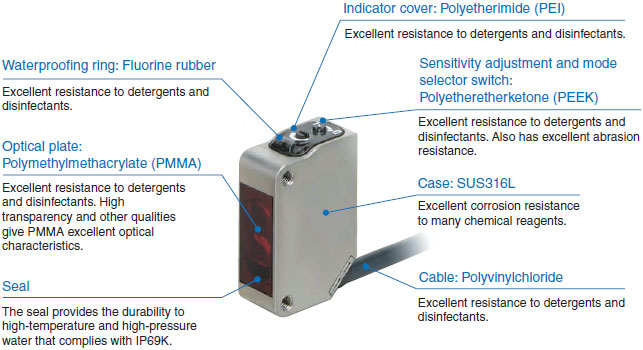 Indicator cover: Polyetherimide (PEI)
Excellent resistance to detergents and disinfectants.
Waterproofing ring: Fluorine rubber
Excellent resistance to detergents and
disinfectants.
Sensitivity adjustment and mode
selector switch:
Polyetheretherketone (PEEK)
Excellent resistance to detergents and
disinfectants. Also has excellent abrasion
resistance.
Optical plate:
Polymethylmethacrylate (PMMA)
Excellent resistance to detergents
and disinfectants. High
transparency and other qualities
give PMMA excellent optical
characteristics.
Case: SUS316L
Excellent corrosion resistance
to many chemical reagents.
Seal
The seal provides the durability to
high-temperature and high-pressure
water that complies with IP69K.
Cable: Polyvinylchloride
Excellent resistance to detergents and
disinfectants.